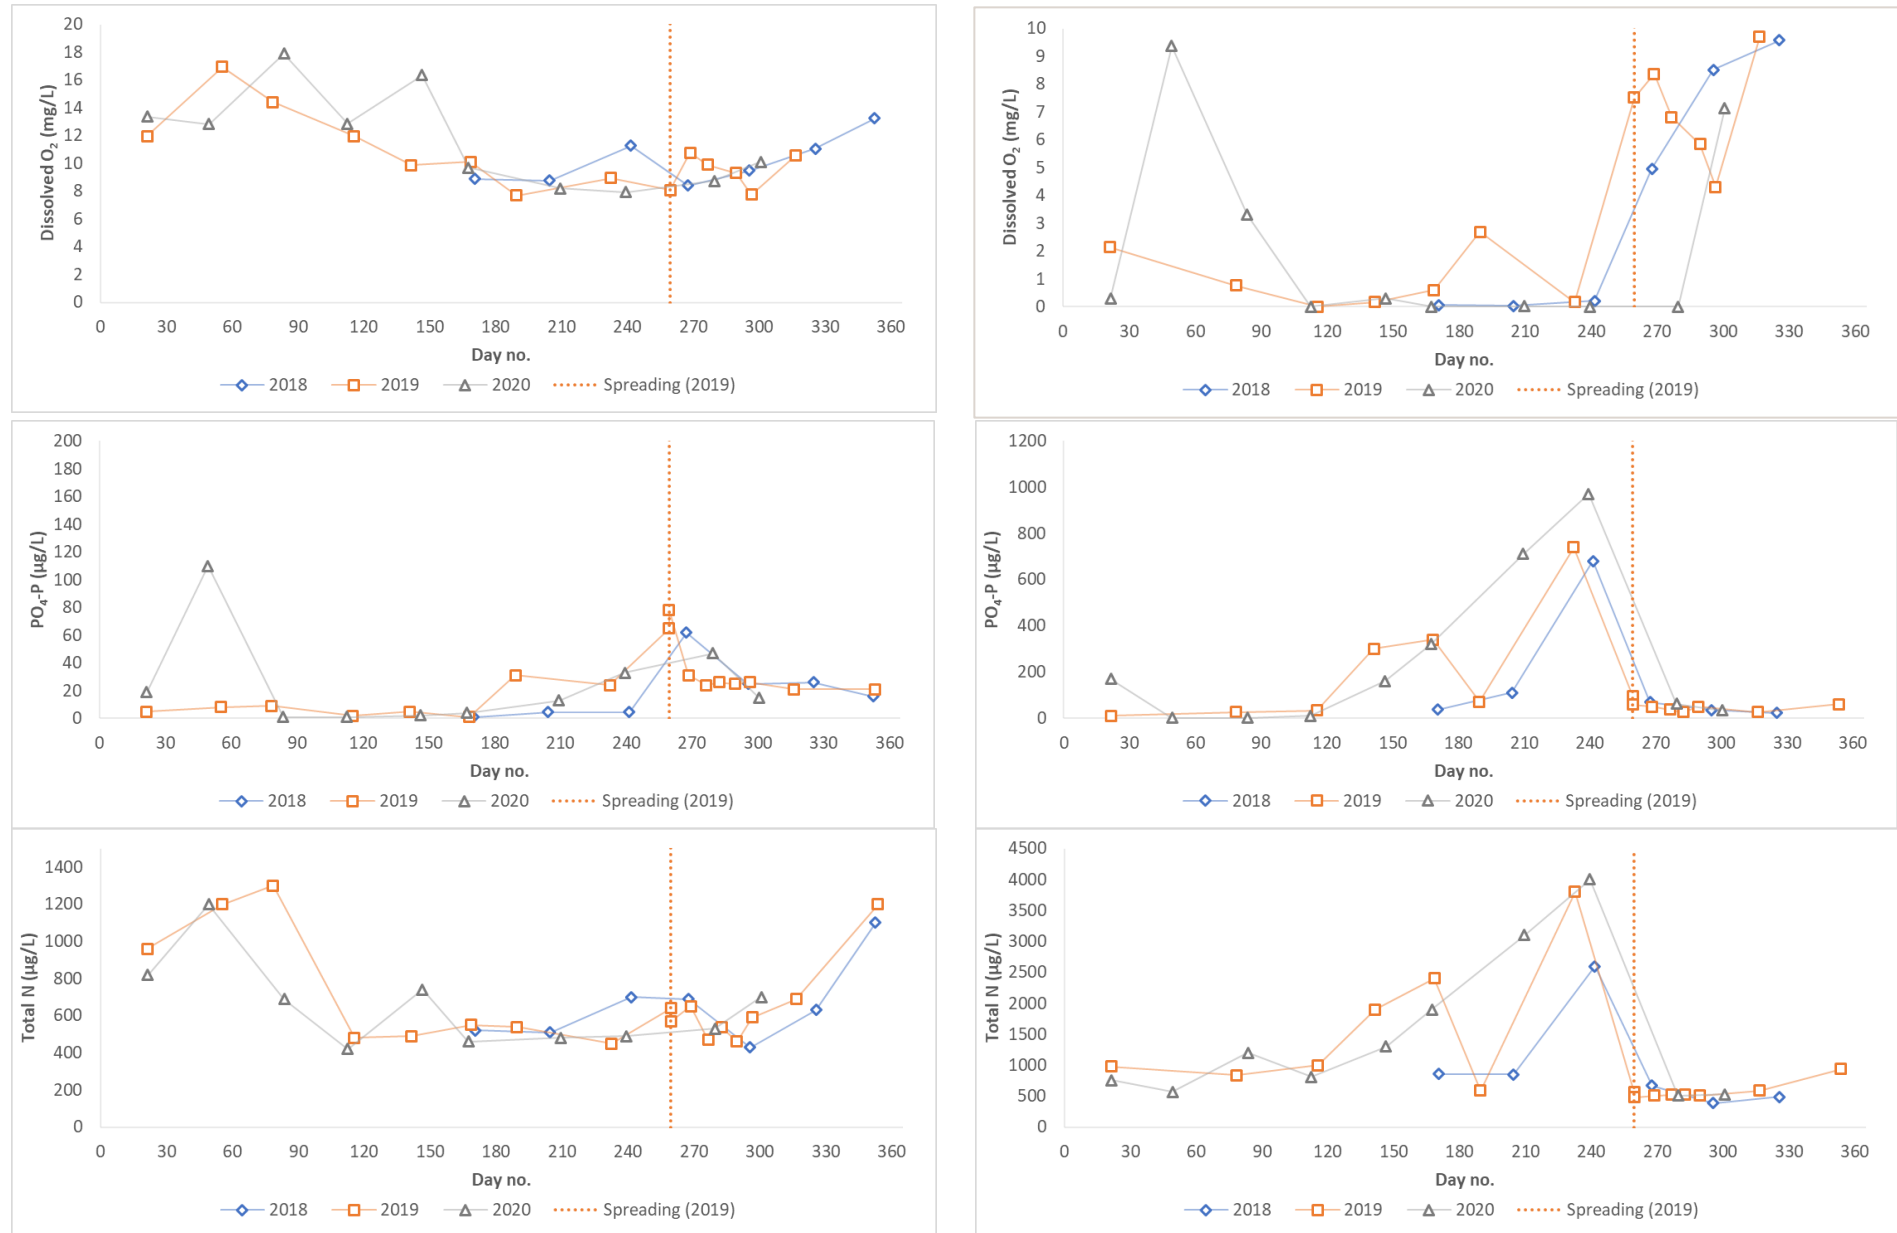 20
18
16
14
12
10
8
6
4
2
0
Dissolved O₂ (mg/L)
0 30 60 90 120 150 180 210 240 270 300 330 360
Day no.
2018 2019 2020 Spreading (2019)
10
9
8
7
6
5
4
3
2
1
0
Dissolved O₂ (mg/L)
0 30 60 90 120 150 180 210 240 270 300 330 360
Day no.
2018 2019 2020 Spreading (2019)
200
180
160
140
120
100
80
60
40
20
0
PO₄-P (µg/L)
0 30 60 90 120 150 180 210 240 270 300 330 360
Day no.
2018 2019 2020 Spreading (2019)
1200
1000
800
600
400
200
0
PO₄-P (µg/L)
0 30 60 90 120 150 180 210 240 270 300 330 360
Day no.
2018 2019 2020 Spreading (2019)
1400
1200
1000
800
600
400
200
0
Total N (µg/L)
0 30 60 90 120 150 180 210 240 270 300 330 360
Day no.
2018 2019 2020 Spreading (2019)
4500
4000
3500
3000
2500
2000
1500
1000
500
0
Total N (µg/L)
0 30 60 90 120 150 180 210 240 270 300 330 360
Day no.
2018 2019 2020 Spreading (2019)